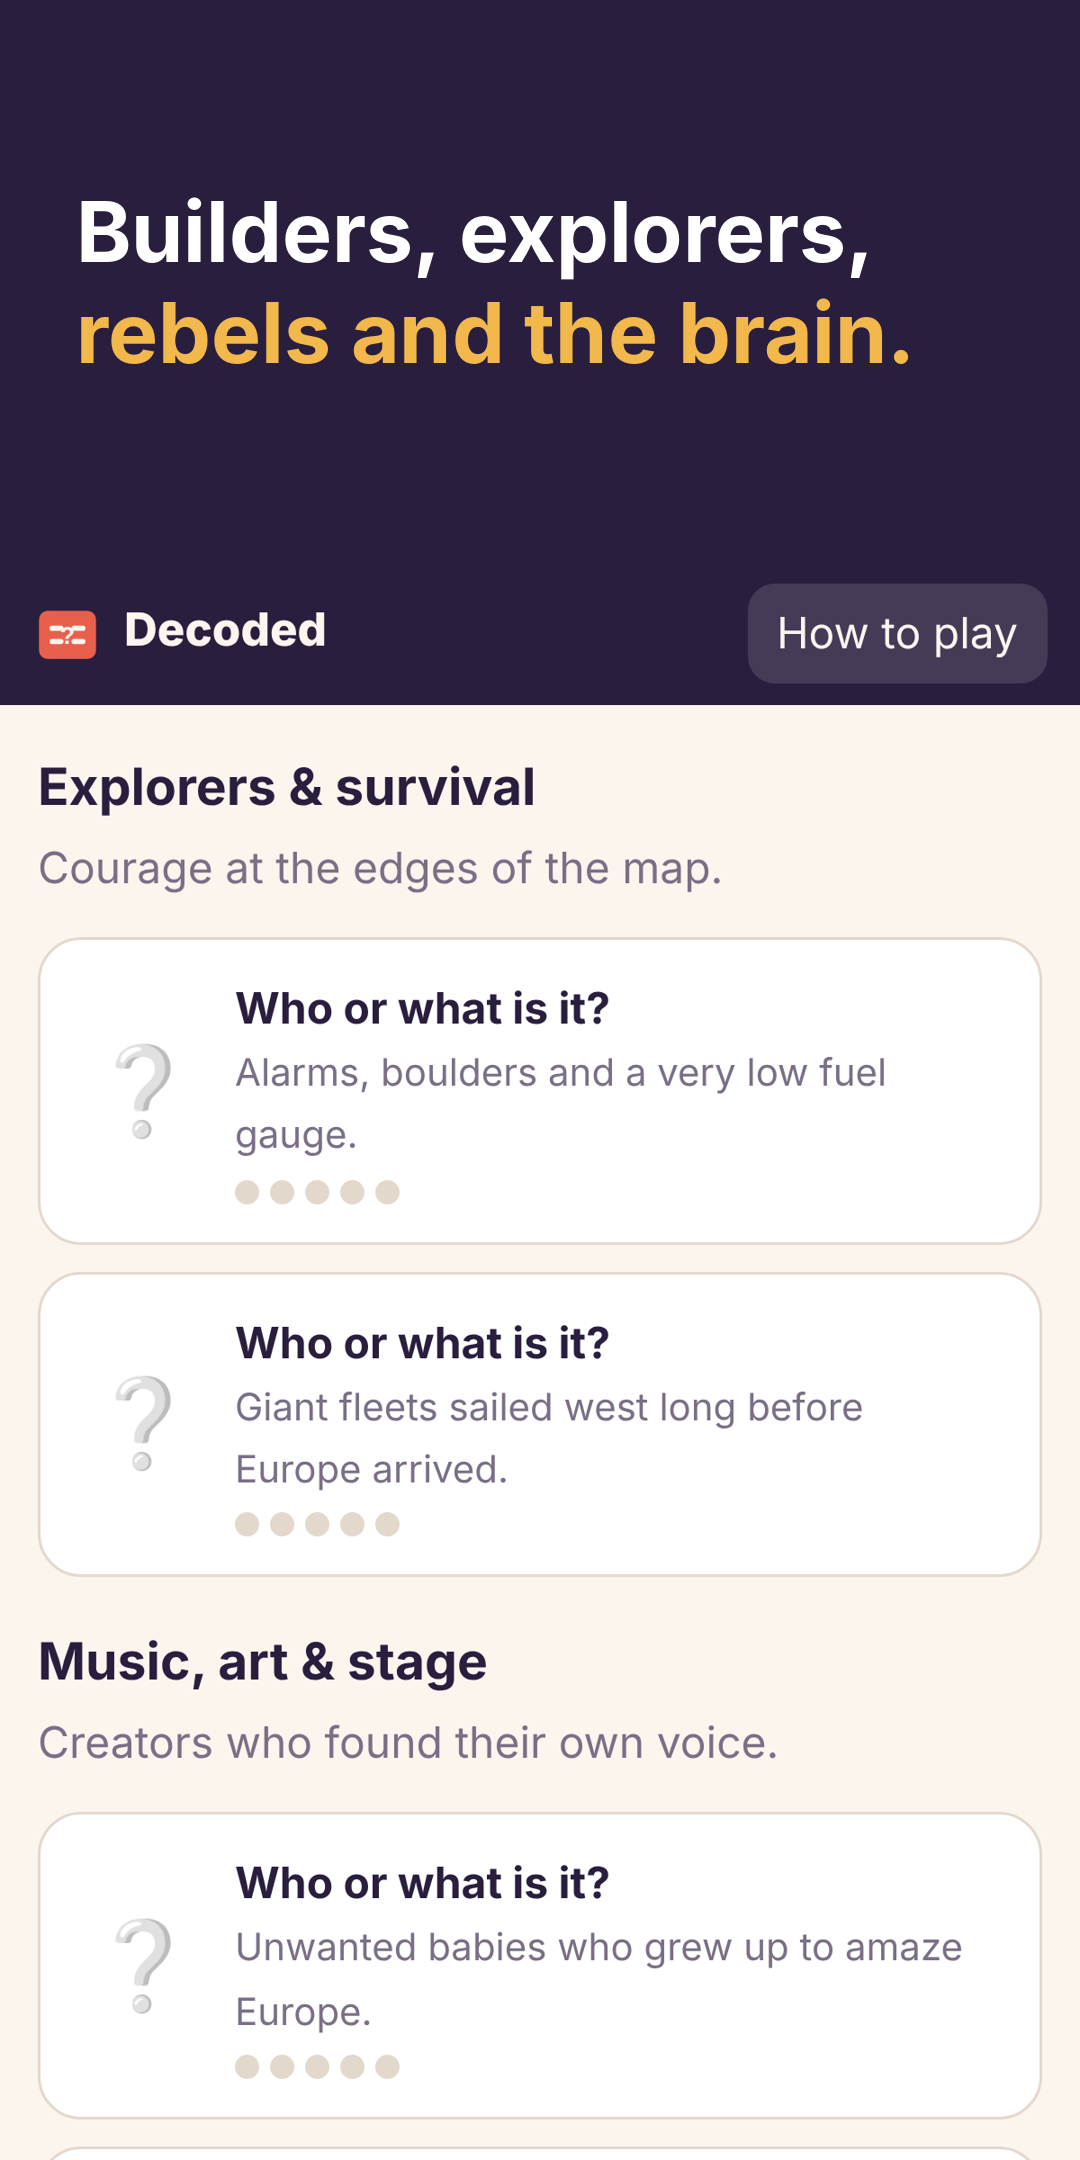 Builders, explorers,
rebels and the brain.
Decoded
How to play
Explorers & survival
Courage at the edges of the map.
Who or what is it?
Alarms, boulders and a very low fuel
gauge.
Who or what is it?
Giant fleets sailed west long before
Europe arrived.
Music, art & stage
Creators who found their own voice.
Who or what is it?
Unwanted babies who grew up to amaze
Europe.